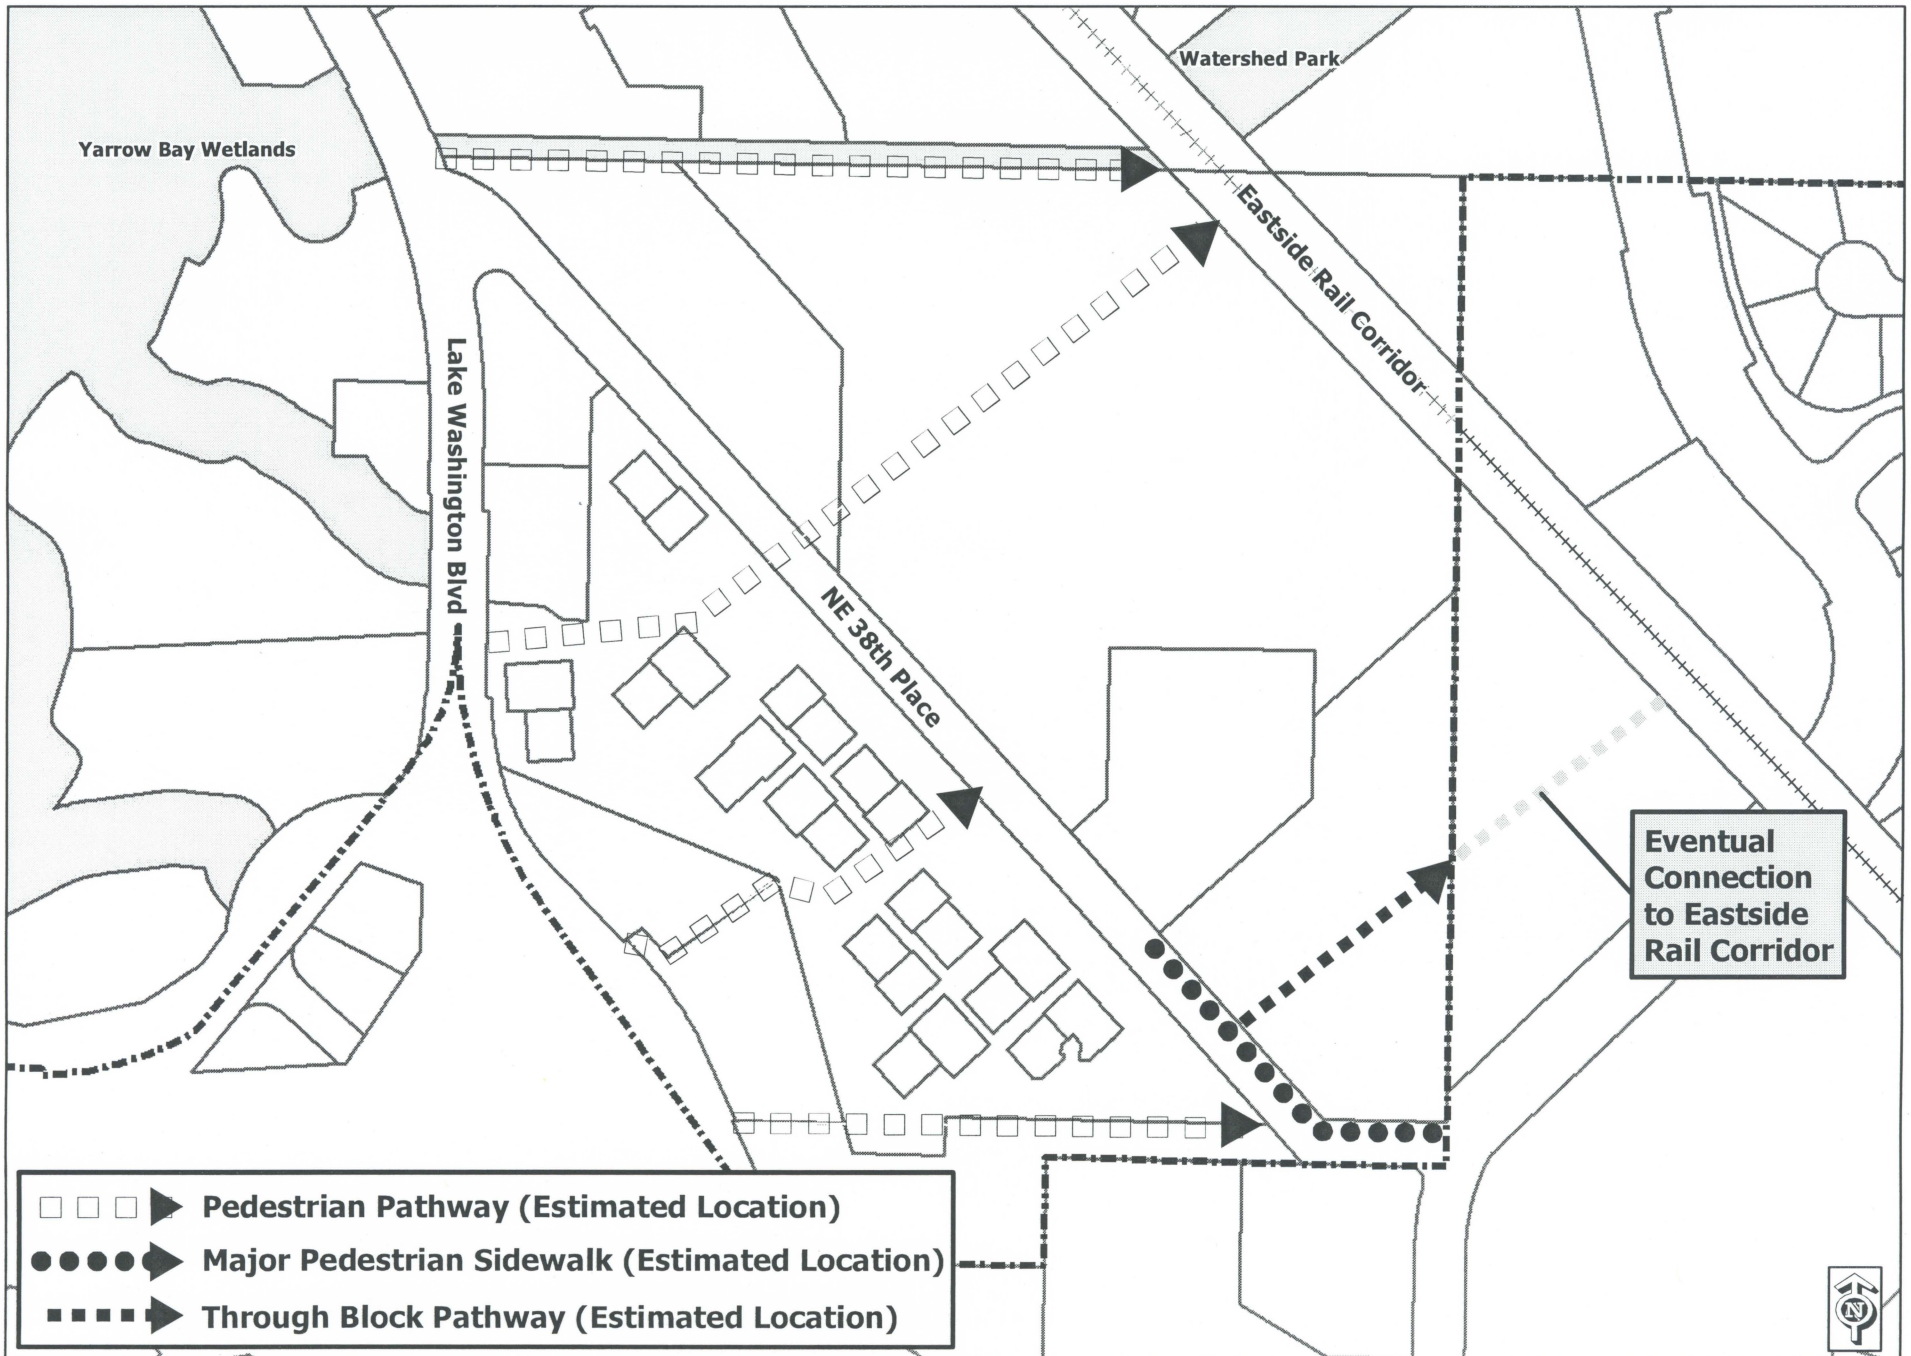 Watershed Park
Yarrow Bay Wetlands
Eastside Rail Corridor
Lake Washington Blvd
NE 38th Place
Eventual
Connection
to Eastside
Rail Corridor
Pedestrian Pathway (Estimated Location)
Major Pedestrian Sidewalk (Estimated Location)
Through Block Pathway (Estimated Location)
N